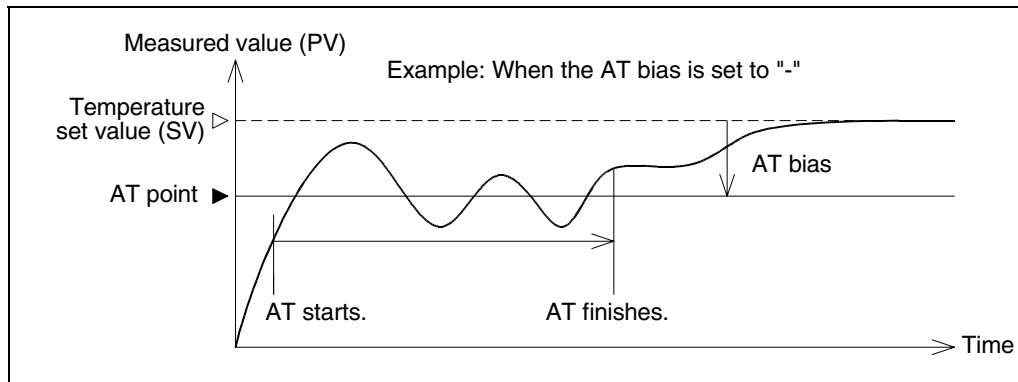 Measured value (PV)
Example: When the AT bias is set to "-"
Temperature
set value (SV)
AT bias
AT point
AT starts.
AT finishes.
Time